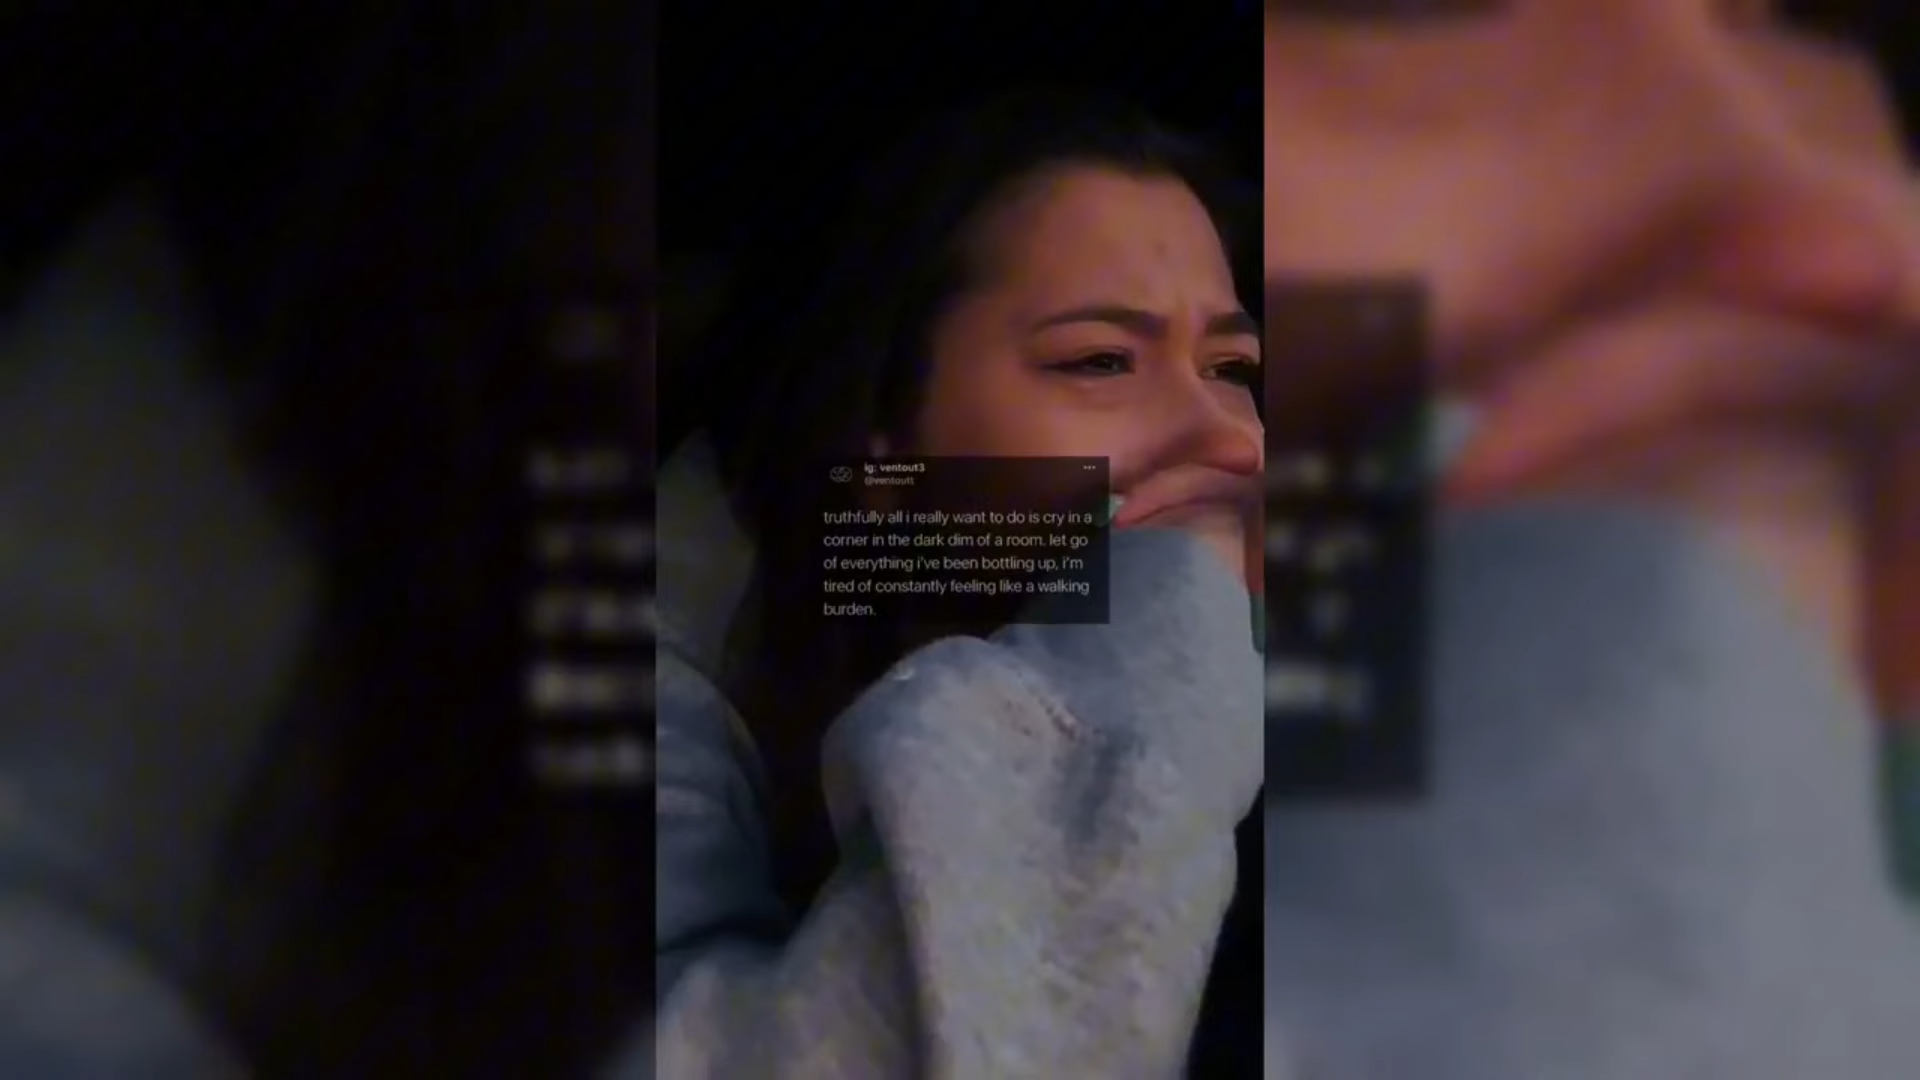 ig: ventout3
@ventoutt
truthfully all i really want to do is cry in a
corner in the dark dim of a room. let go
of everything i've been bottling up, i'm
tired of constantly feeling like a walking
burden.